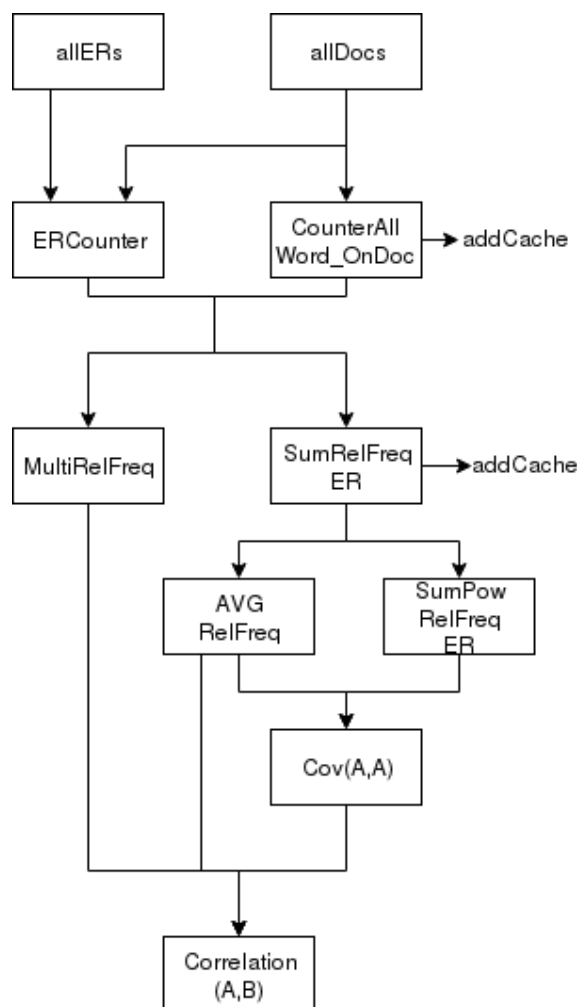 allERs
allDocs
ERCounter
CounterAll
Word_OnDoc
addCache
MultiRelFreq
SumRelFreq
ER
addCache
AVG
RelFreq
SumPow
RelFreq
ER
Cov(A,A)
Correlation
(A,B)